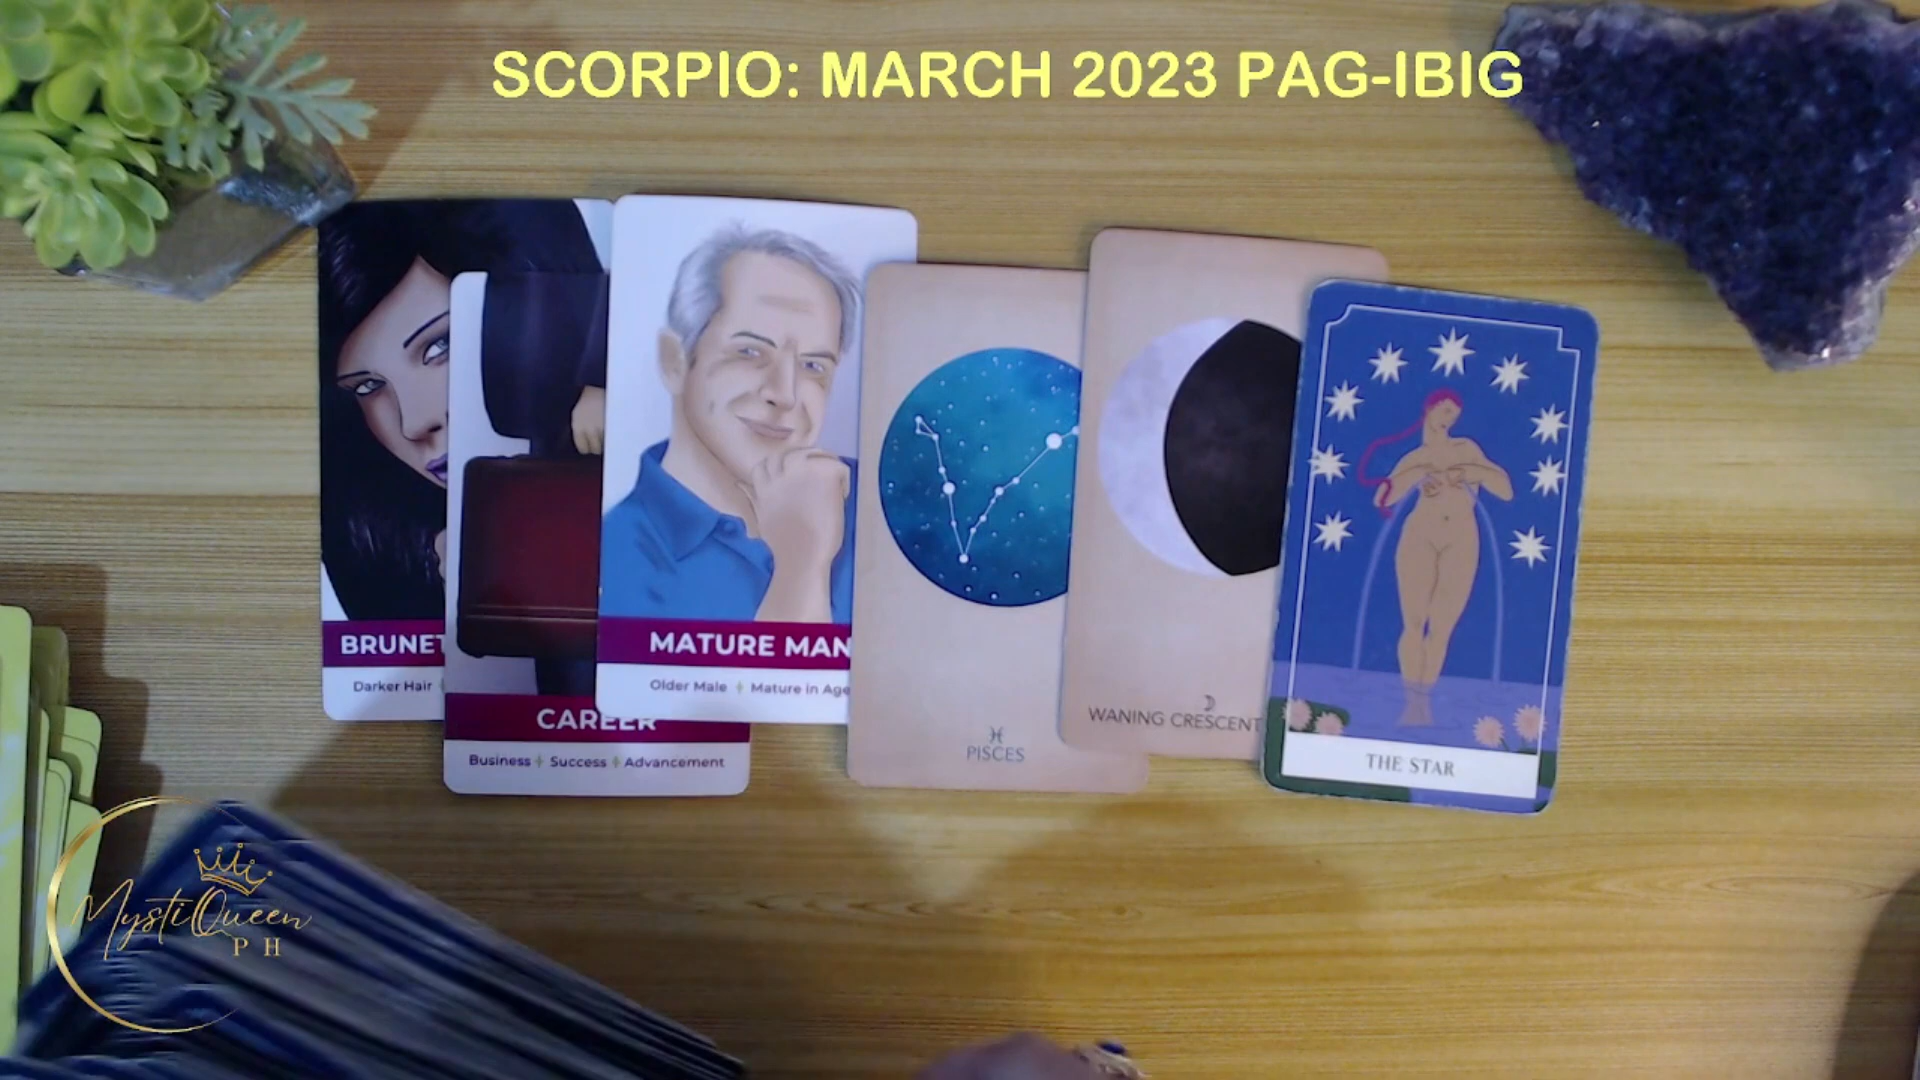 SCORPIO: MARCH 2023 PAG-IBIG
MATURE MAN
Older Male
Mature in Age
Darker Hair
CAREER
Business + Success + Advancement
PISCES
WANING CRESCENT
THE STAR
MystiQueen
PH